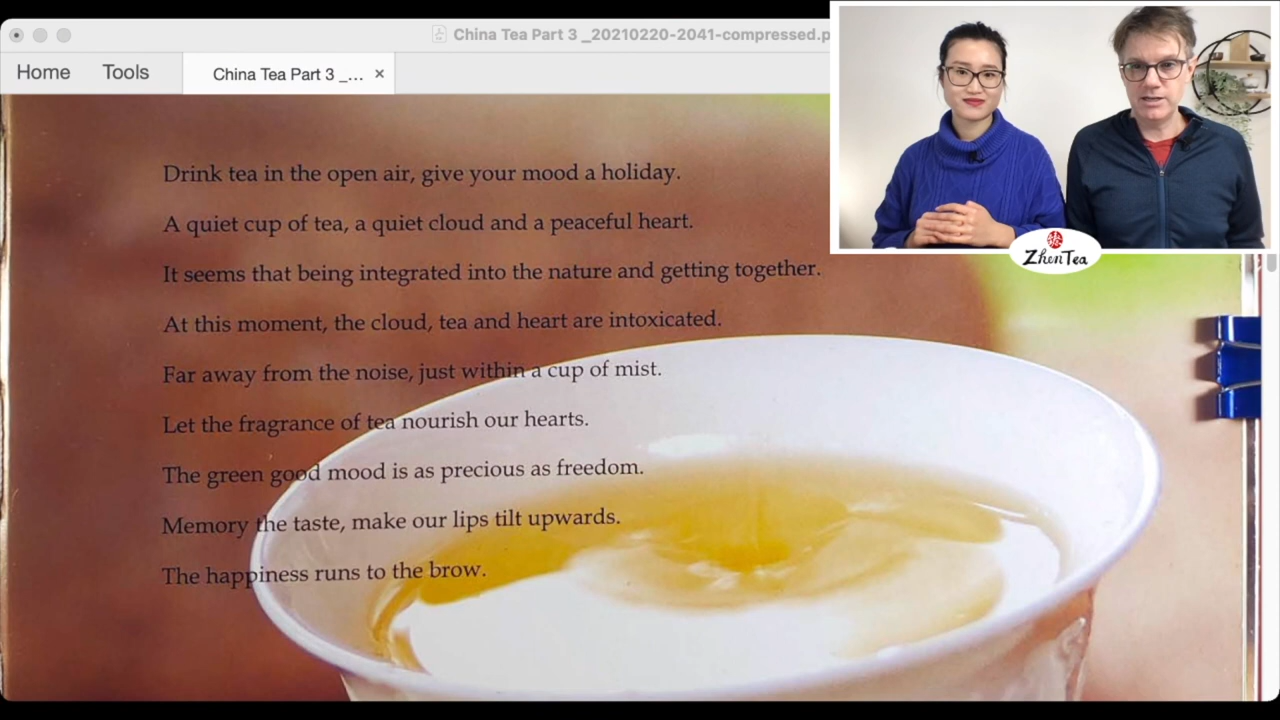 China Tea Part 3 _20210220-2041-compressed.p
Home Tools China Tea Part 3 _... ×
Zhen Tea
Drink tea in the open air, give your mood a holiday.
A quiet cup of tea, a quiet cloud and a peaceful heart.
It seems that being integrated into the nature and getting together.
At this moment, the cloud, tea and heart are intoxicated.
Far away from the noise, just within a cup of mist.
Let the fragrance of tea nourish our hearts.
The green good mood is as precious as freedom.
Memory the taste, make our lips tilt upwards.
The happiness runs to the brow.